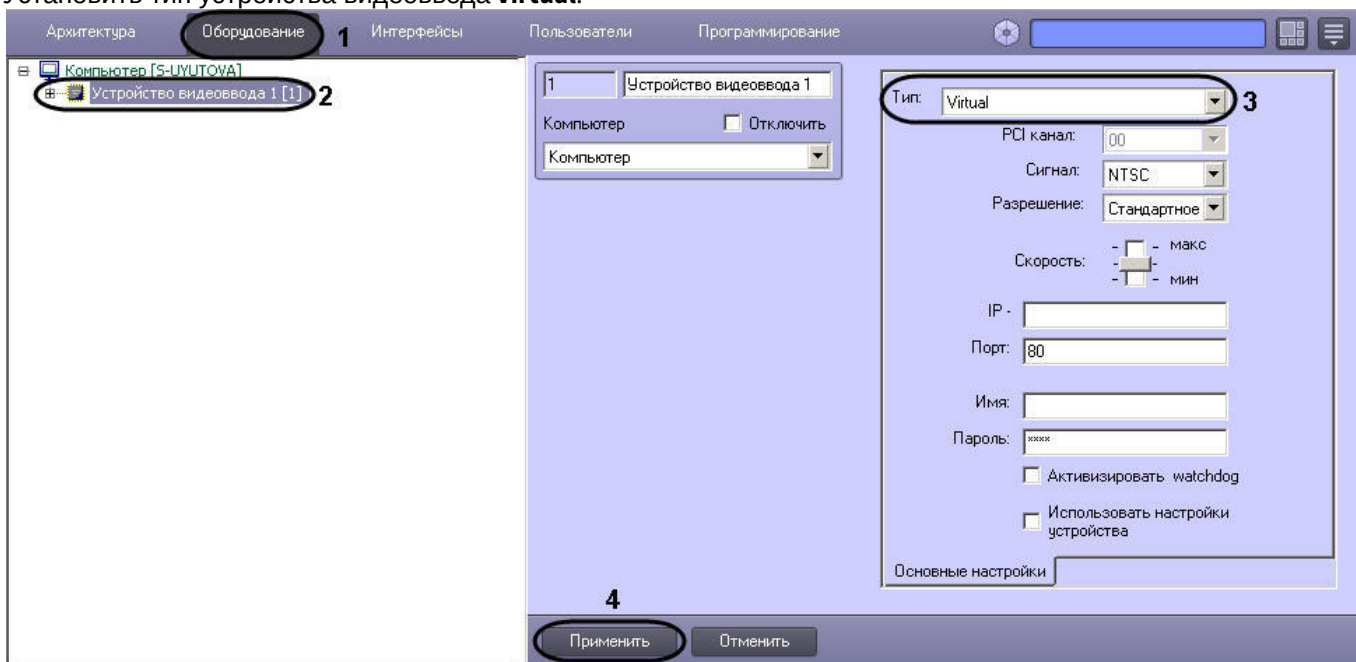 Установить тип устройства видеоввода Virtual.
Архитектура Оборудование 1 Интерфейсы Пользователи Программирование
Компьютер [S-UYUTOVA]
Устройство видеоввода 1 [1] 2
1 Устройство видеоввода 1
Компьютер Отключить
Компьютер
Тип: Virtual 3
PCI канал: 00
Сигнал: NTSC
Разрешение: Стандартное
макс
Скорость:
мин
IP -
Порт: 80
Имя:
Пароль: ××××
Активизировать watchdog
Использовать настройки
устройства
Основные настройки
4
Применить Отменить